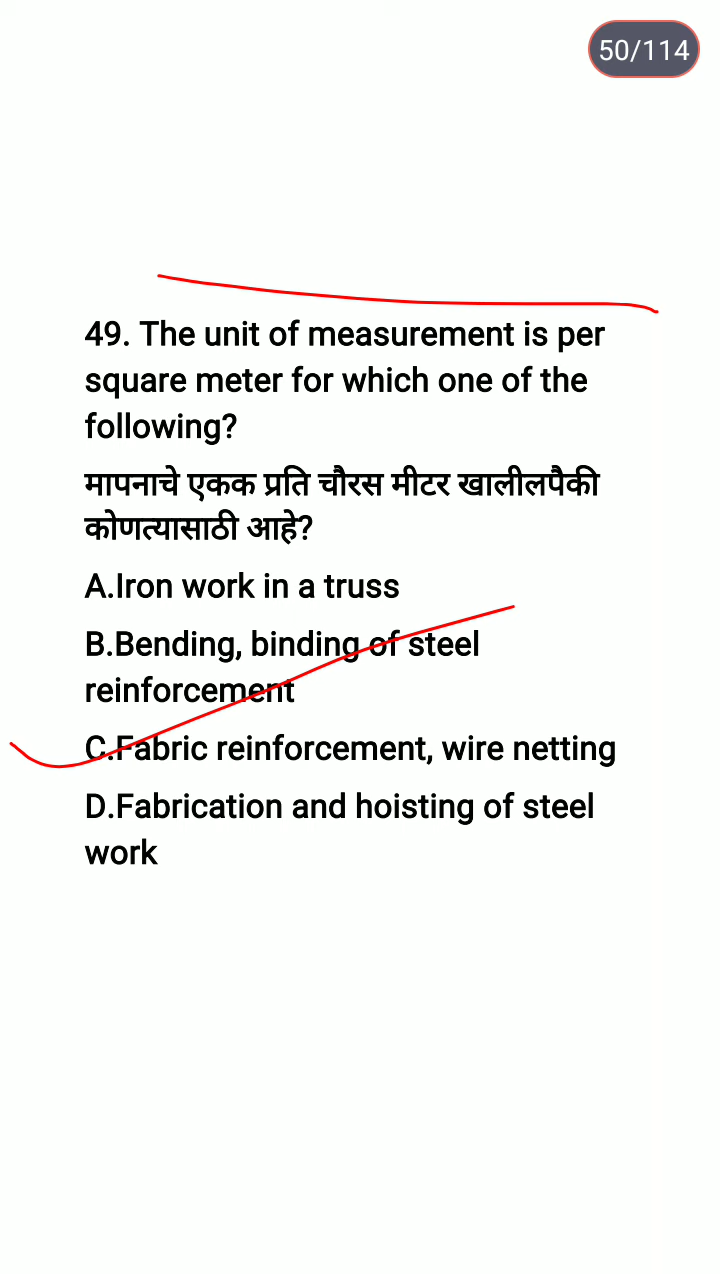 50/114
49. The unit of measurement is per
square meter for which one of the
following?
मापनाचे एकक प्रति चौरस मीटर खालीलपैकी
कोणत्यासाठी आहे?
A.Iron work in a truss
B.Bending, binding of steel
reinforcement
C.Fabric reinforcement, wire netting
D.Fabrication and hoisting of steel
work